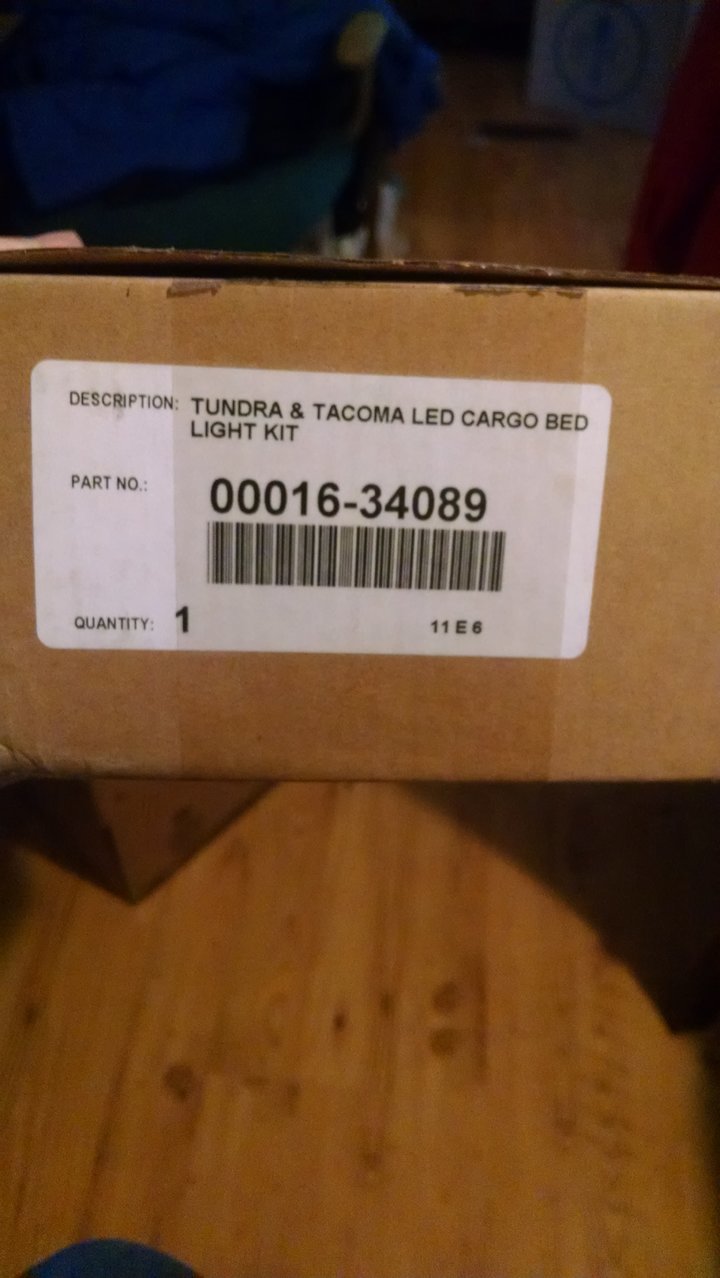 DESCRIPTION: TUNDRA & TACOMA LED CARGO BED
LIGHT KIT
PART NO.: 00016-34089
QUANTITY: 1 11 E 6